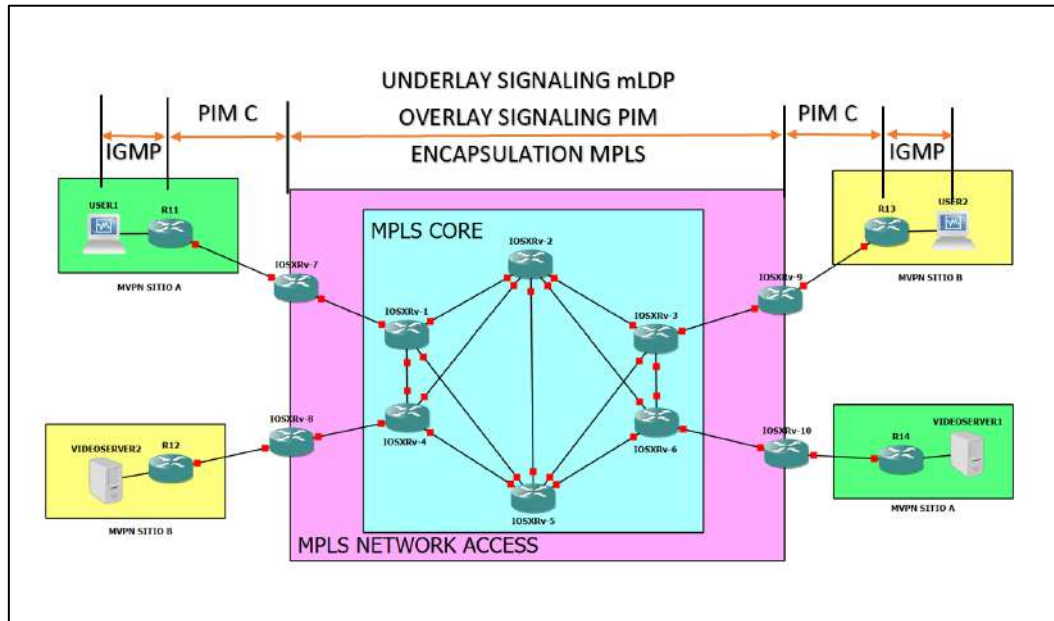 UNDERLAY SIGNALING mLDP
PIM C
OVERLAY SIGNALING PIM
PIM C
IGMP
ENCAPSULATION MPLS
IGMP
USER1
R11
MVPN SITIO A
R13
USER2
MVPN SITIO B
MPLS CORE
IOSXRv-2
IOSXRv-7
IOSXRv-9
IOSXRv-1
IOSXRv-3
IOSXRv-8
IOSXRv-4
IOSXRv-6
IOSXRv-10
VIDEOSERVER2
R12
MVPN SITIO B
R14
VIDEOSERVER1
MVPN SITIO A
IOSXRv-5
MPLS NETWORK ACCESS